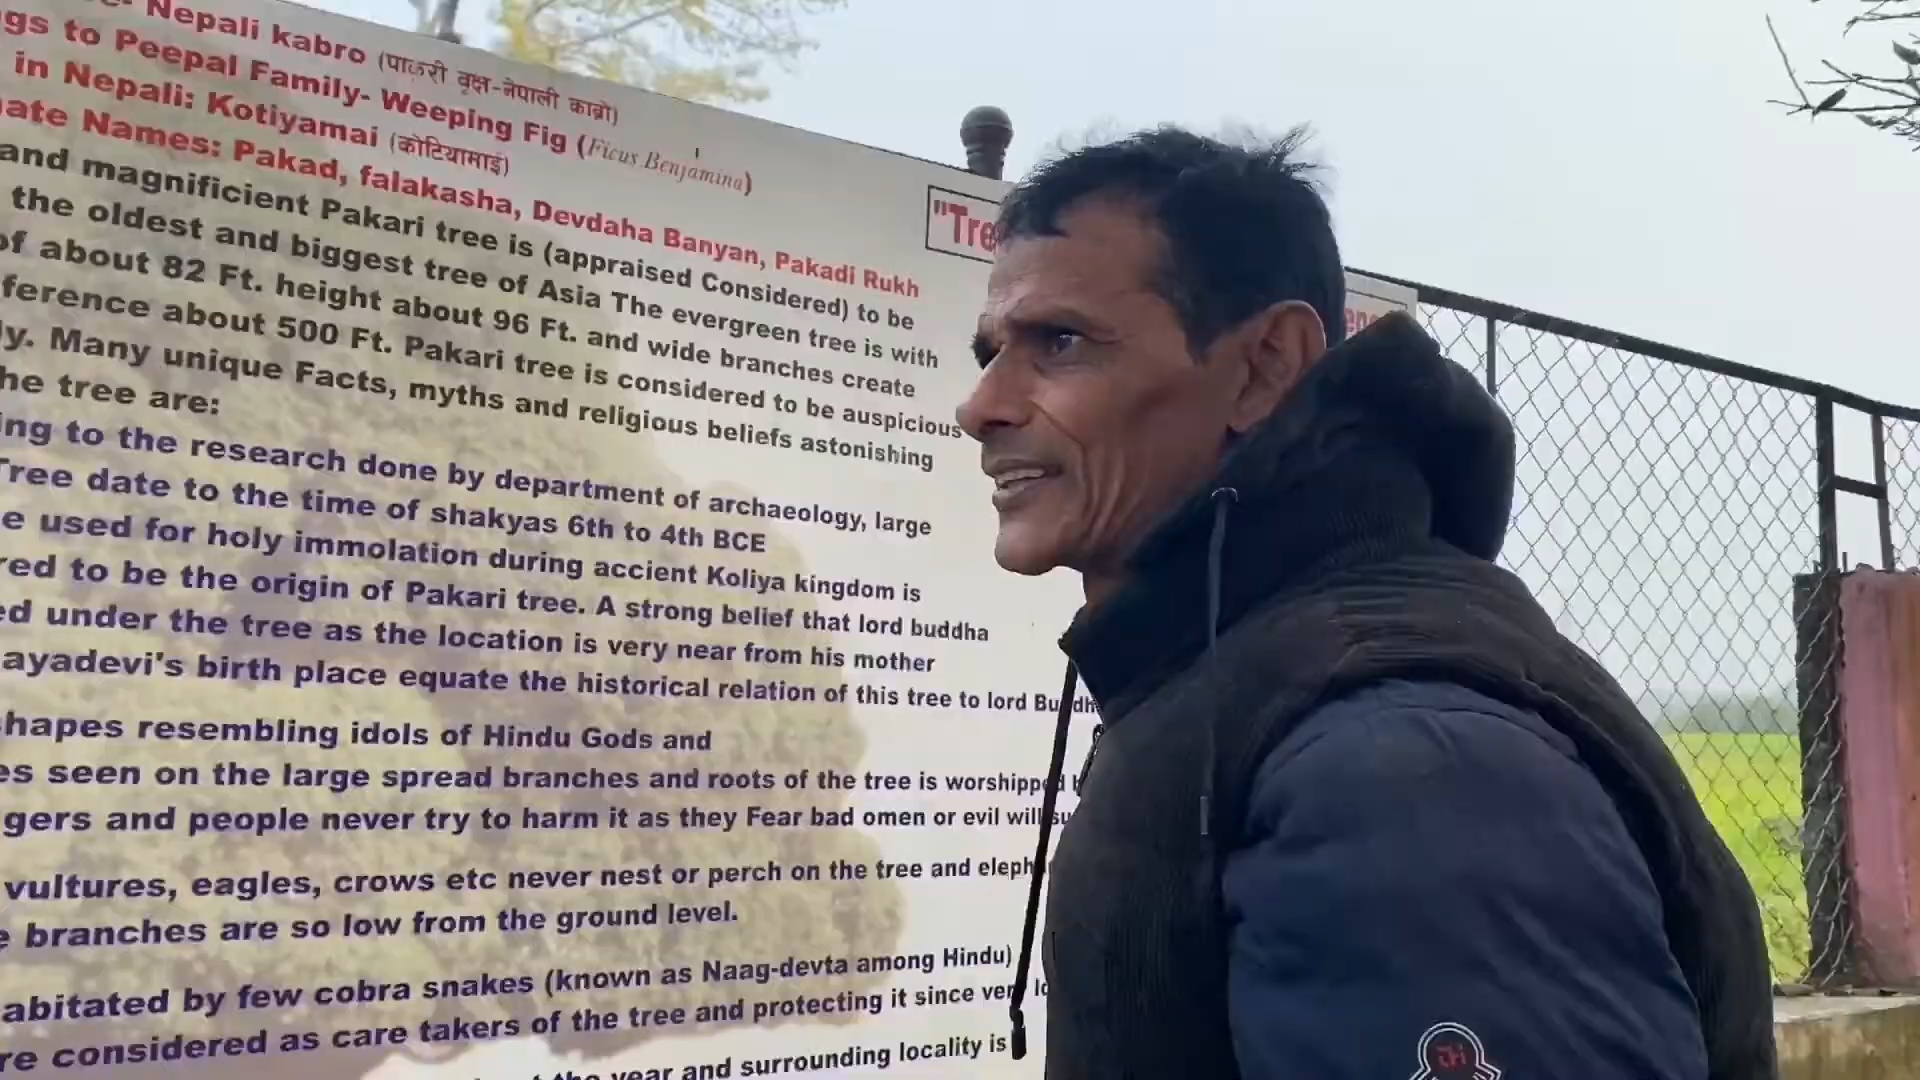 Nepali kabro (पाकरी वृक्ष-नेपाली काब्रो)
gs to Peepal Family- Weeping Fig (Ficus Benjamina)
in Nepali: Kotiyamai (कोटियामाई)
ate Names: Pakad, falakasha, Devdaha Banyan, Pakadi Rukh
"Tre
and magnificient Pakari tree is (appraised Considered) to be
the oldest and biggest tree of Asia The evergreen tree is with
of about 82 Ft. height about 96 Ft. and wide branches create
ference about 500 Ft. Pakari tree is considered to be auspicious
ly. Many unique Facts, myths and religious beliefs astonishing
he tree are:
ing to the research done by department of archaeology, large
Tree date to the time of shakyas 6th to 4th BCE
e used for holy immolation during accient Koliya kingdom is
red to be the origin of Pakari tree. A strong belief that lord buddha
ed under the tree as the location is very near from his mother
ayadevi's birth place equate the historical relation of this tree to lord Buddh
hapes resembling idols of Hindu Gods and
es seen on the large spread branches and roots of the tree is worshipped
gers and people never try to harm it as they Fear bad omen or evil will su
vultures, eagles, crows etc never nest or perch on the tree and eleph
e branches are so low from the ground level.
abitated by few cobra snakes (known as Naag-devta among Hindu)
re considered as care takers of the tree and protecting it since very lo
the year and surrounding locality is